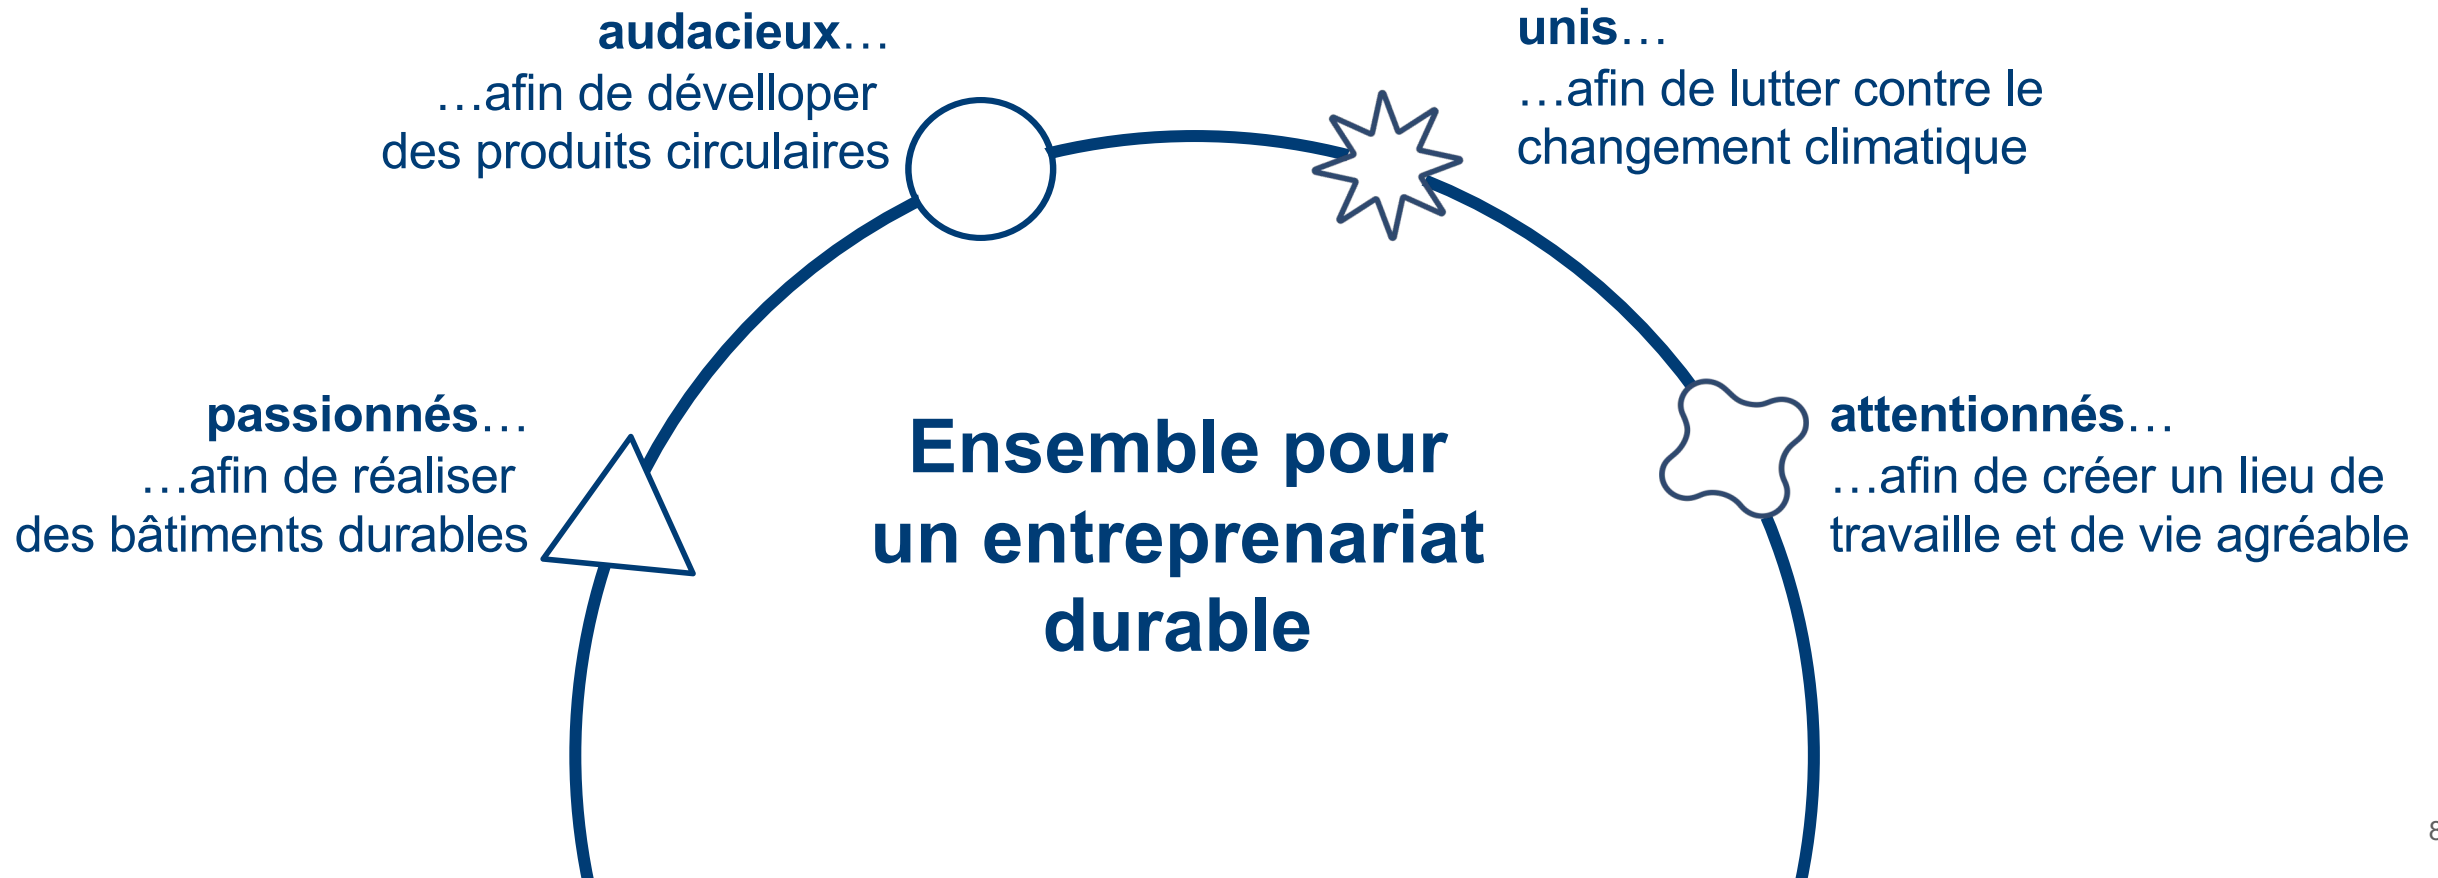 audacieux…
…afin de dévelloper
des produits circulaires
unis…
…afin de lutter contre le
changement climatique
passionnés…
…afin de réaliser
des bâtiments durables
Ensemble pour
un entreprenariat
durable
attentionnés…
…afin de créer un lieu de
travaille et de vie agréable
8